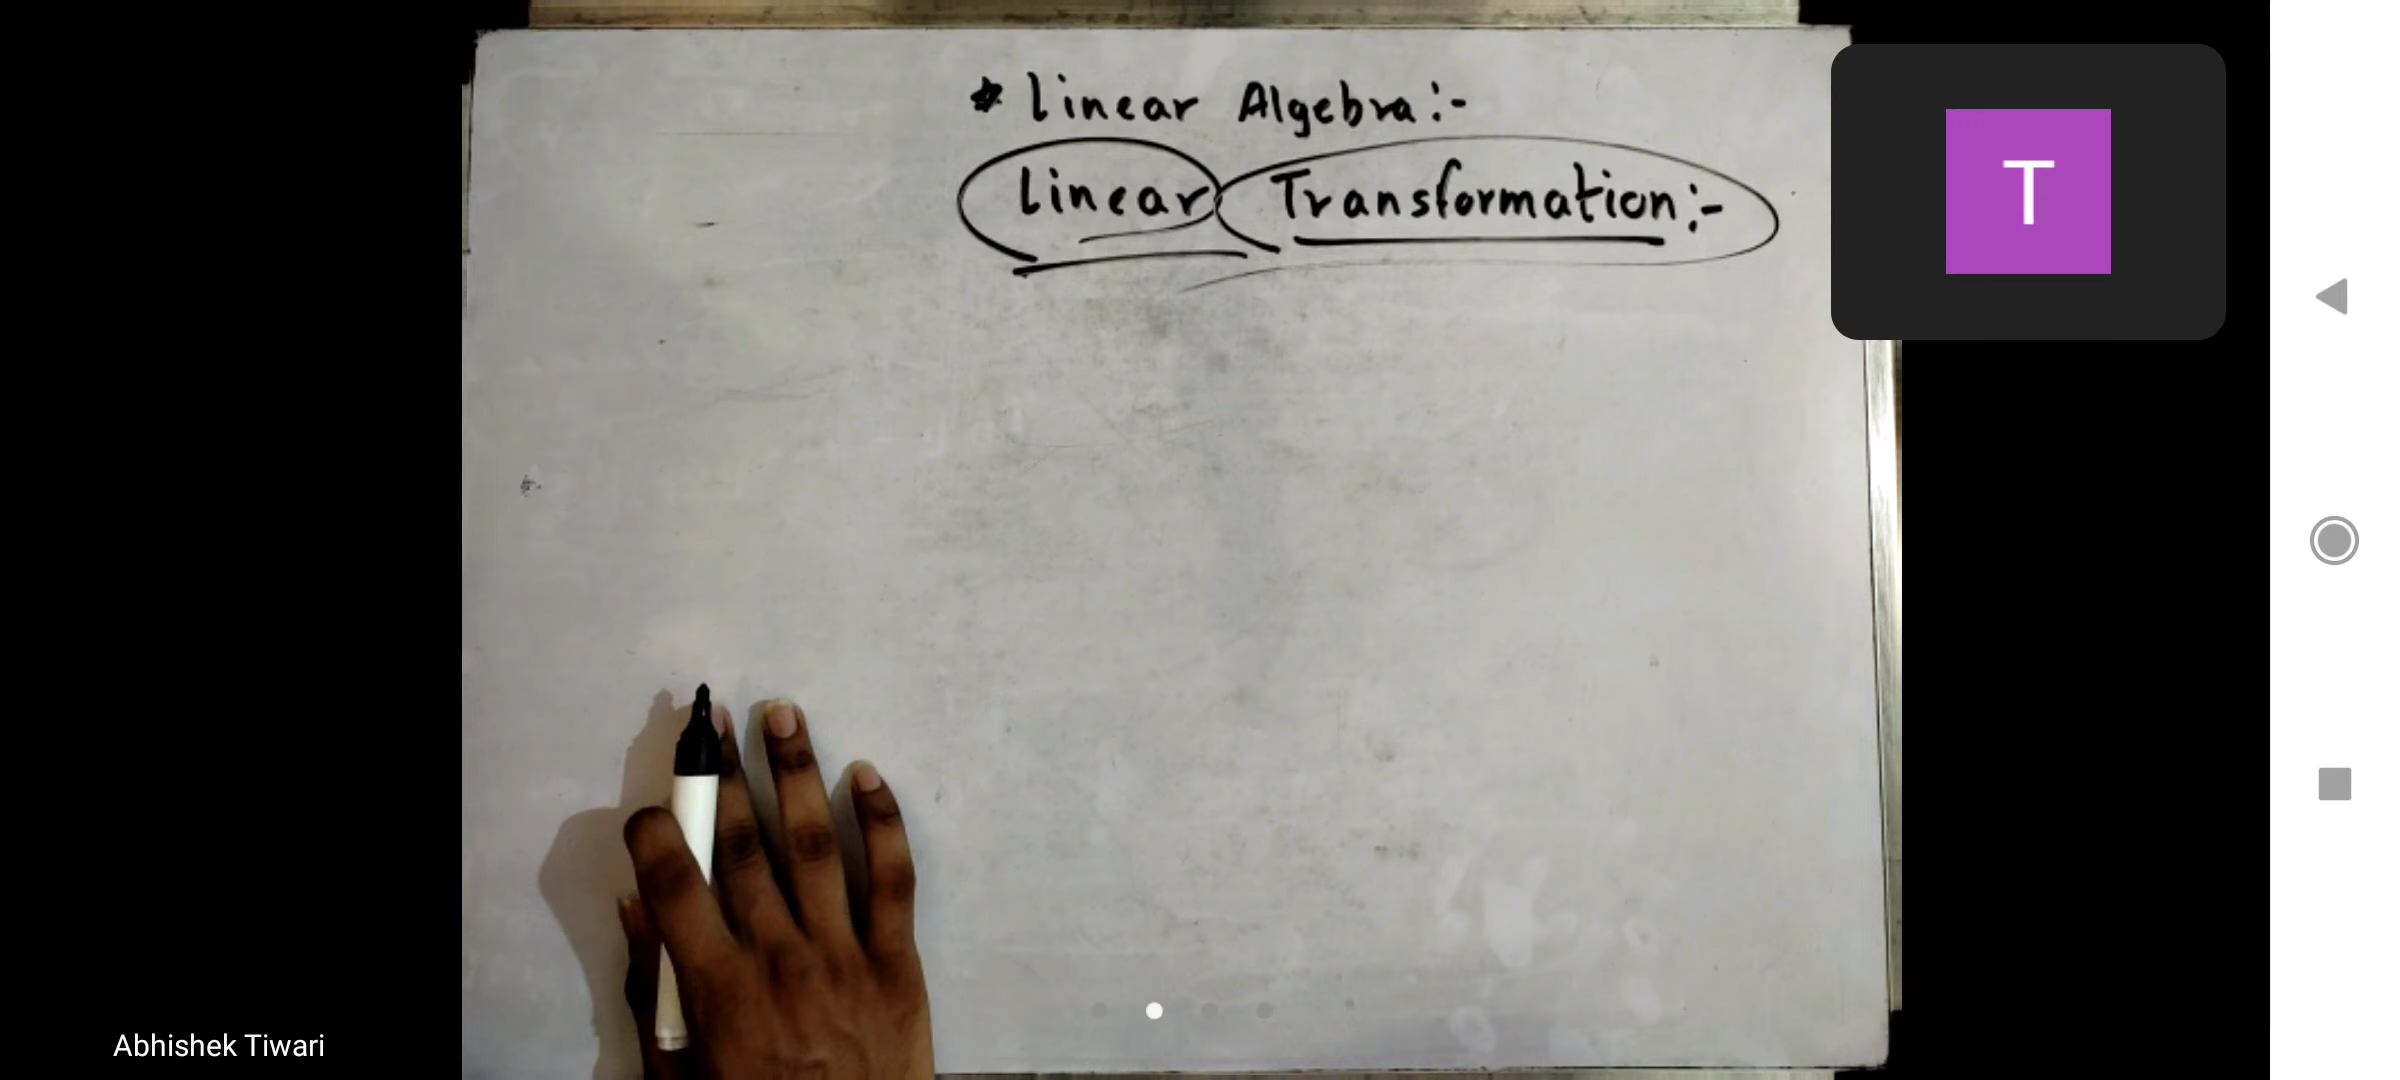 * Linear Algebra:-
Linear Transformation:-
T
Abhishek Tiwari